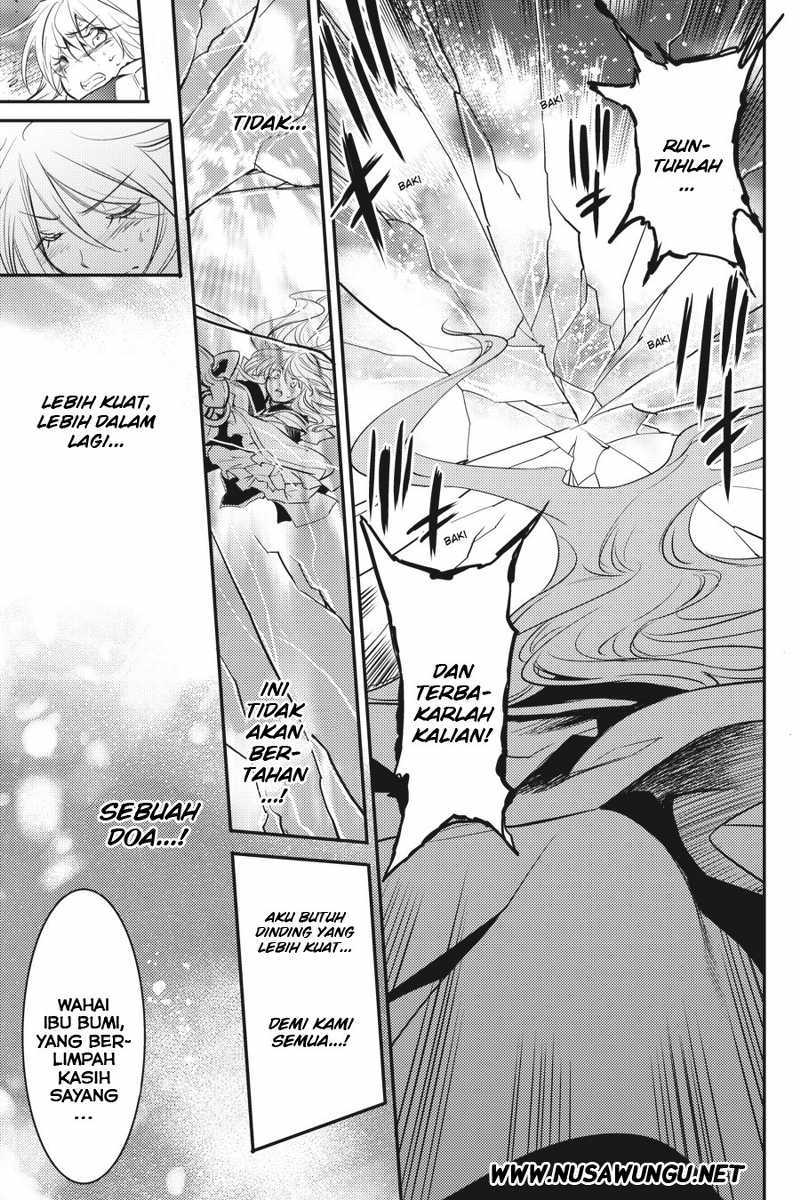 RUN-
TUHLAH
...
BAKI
BAKI
BAKI
BAKI
BAKI
DAN
TERBA-
KARLAH
KALIAN!
TIDAK...
INI
TIDAK
AKAN
BER-
TAHAN
...!
AKU BUTUH
DINDING YANG
LEBIH KUAT...
DEMI KAMI
SEMUA...!
LEBIH KUAT,
LEBIH DALAM
LAGI...
SEBUAH
DOA...!
WAHAI
IBU BUMI,
YANG BER-
LIMPAH
KASIH
SAYANG
...
WWW.NUSAWUNGU.NET